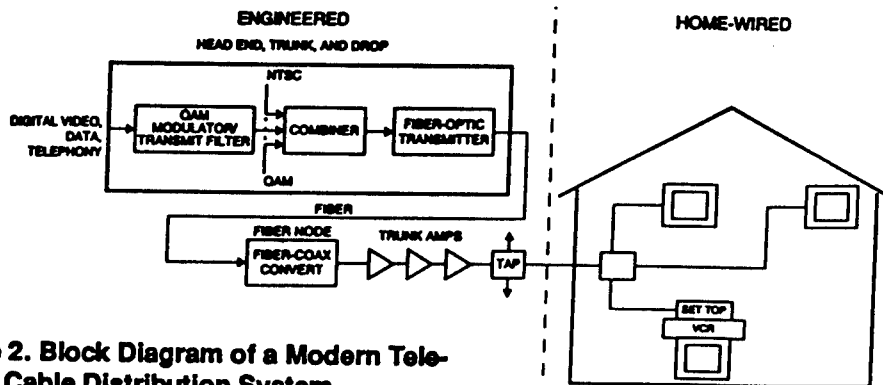 ENGINEERED
HOME-WIRED
HEAD END, TRUNK, AND DROP
NTSC
DIGITAL VIDEO,
DATA,
TELEPHONY
QAM
MODULATOR/
TRANSMIT FILTER
COMBINER
FIBER-OPTIC
TRANSMITTER
QAM
FIBER
FIBER NODE
FIBER-COAX
CONVERT
TRUNK AMPS
TAP
SET TOP
VCR
2. Block Diagram of a Modern Tele-
Cable Distribution System